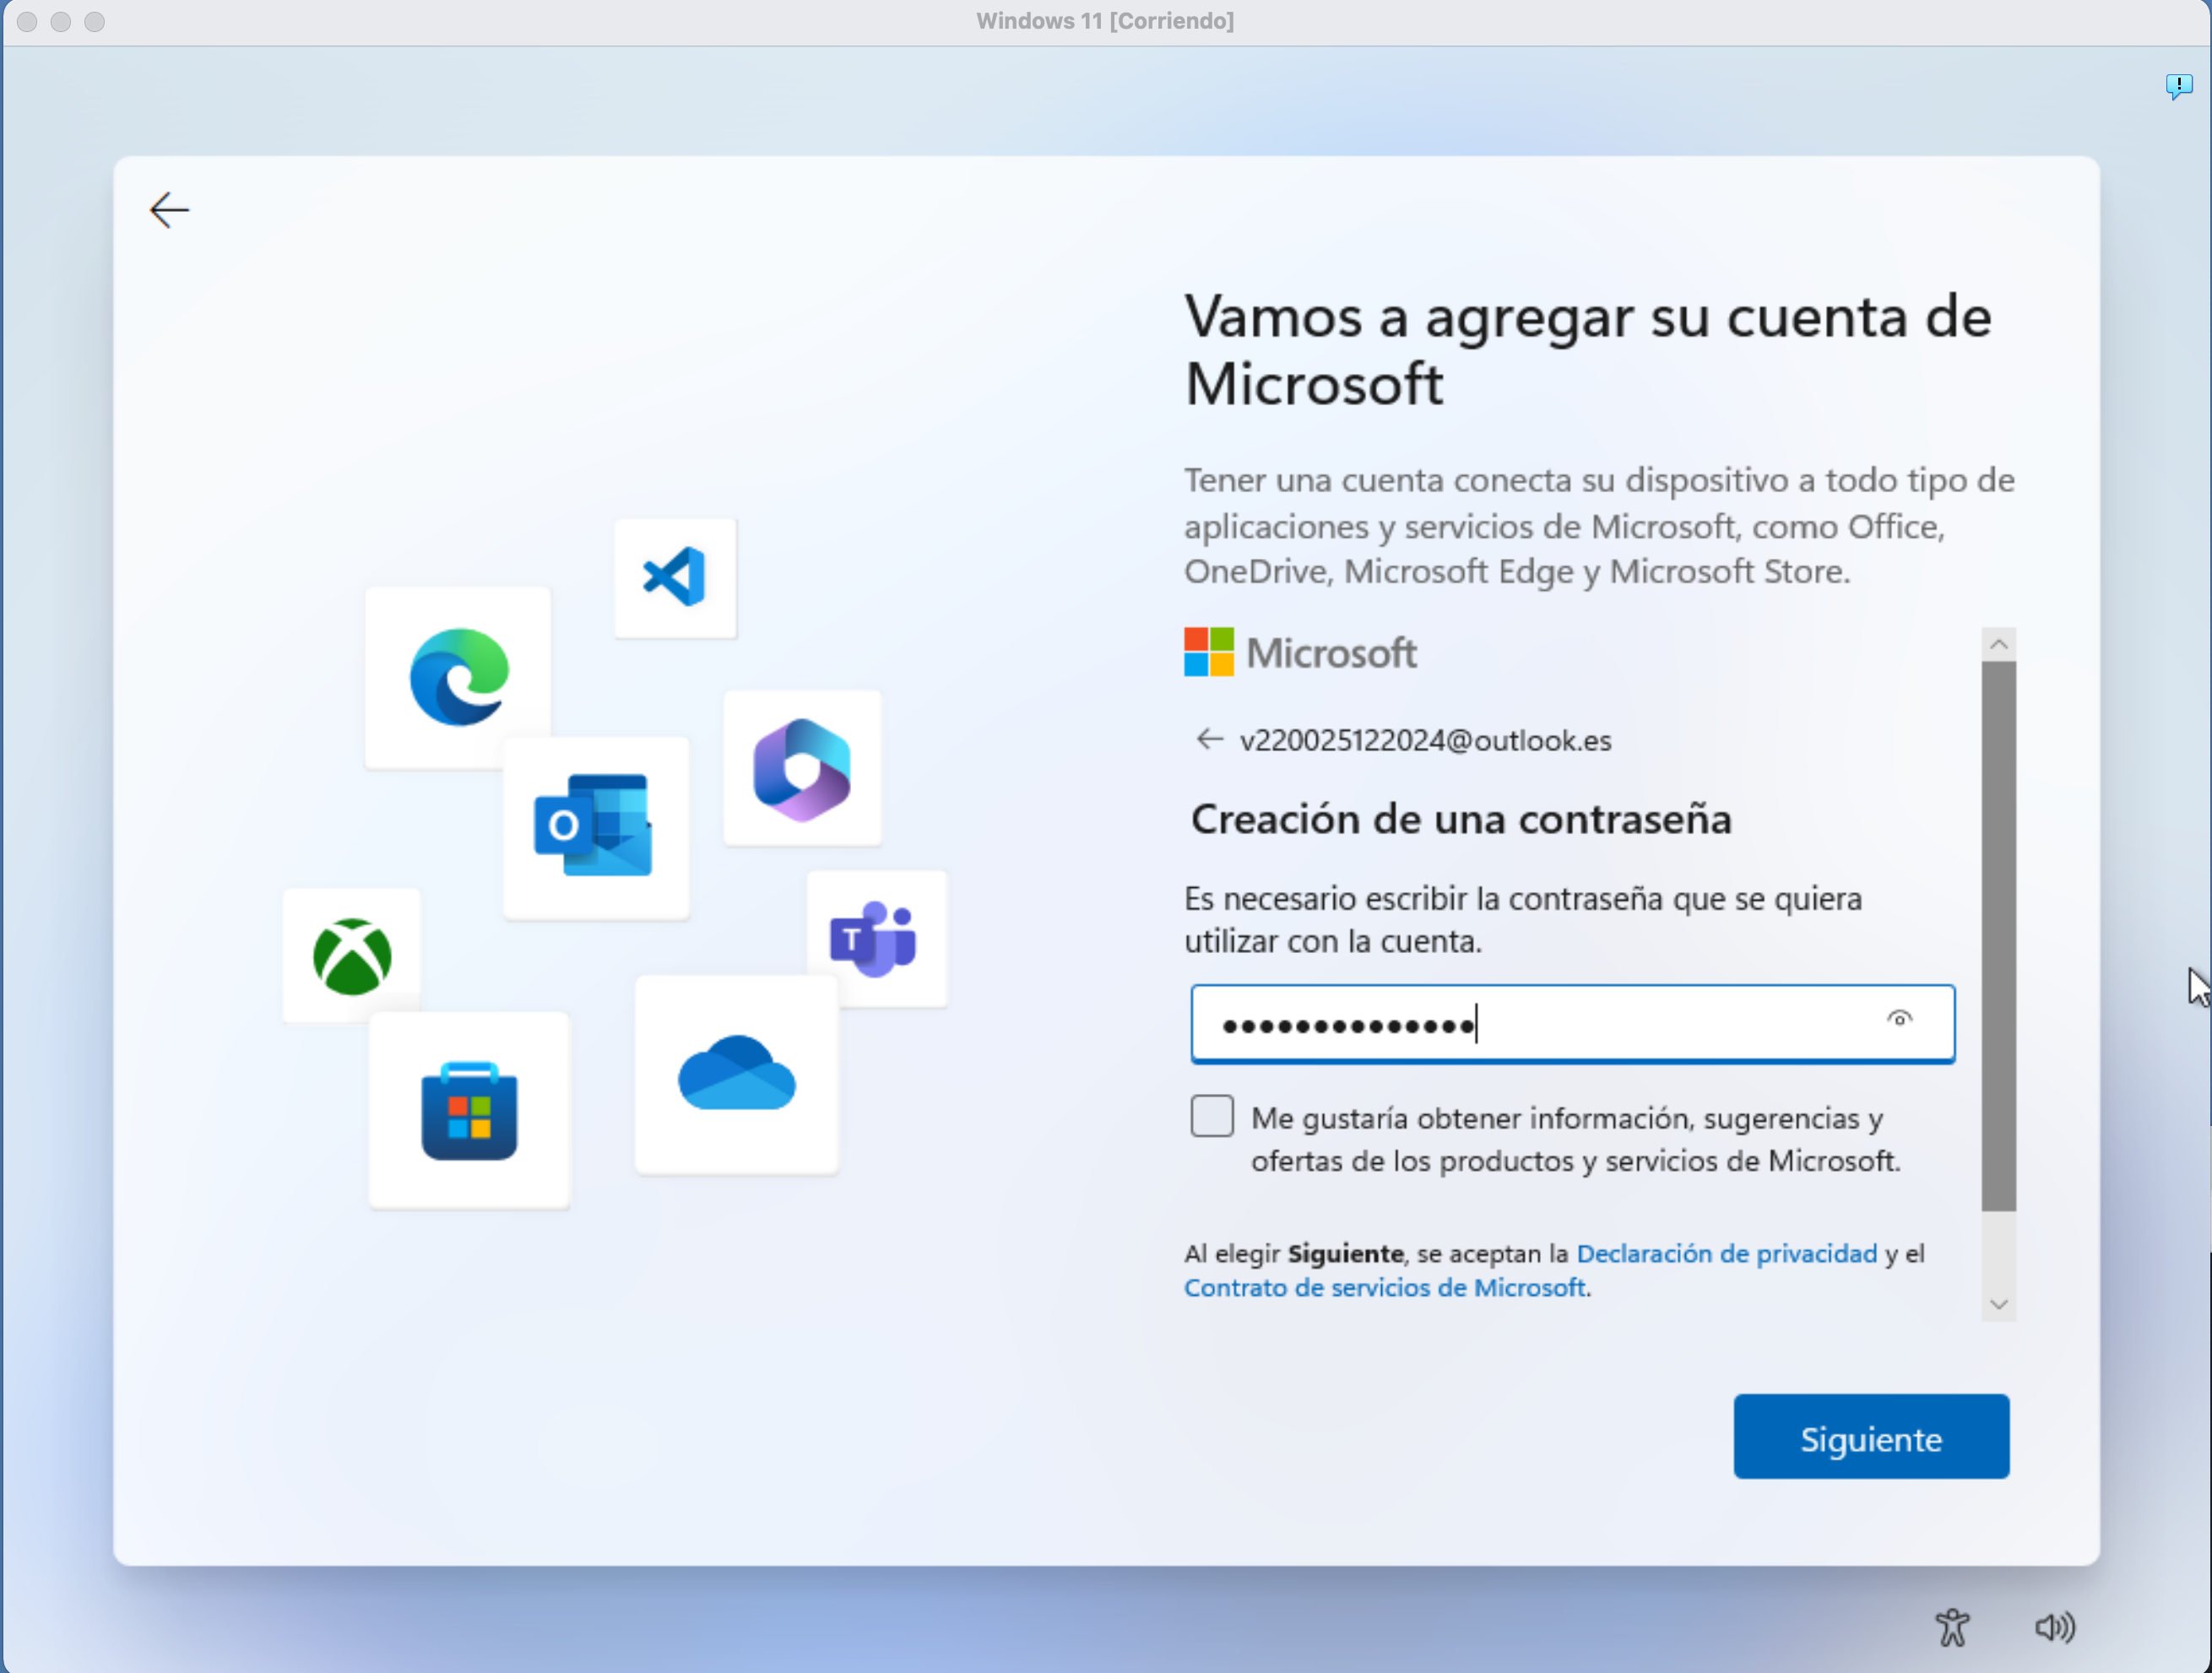 Windows 11 [Corriendo]
Vamos a agregar su cuenta de
Microsoft
Tener una cuenta conecta su dispositivo a todo tipo de
aplicaciones y servicios de Microsoft, como Office,
OneDrive, Microsoft Edge y Microsoft Store.
Microsoft
v220025122024@outlook.es
Creación de una contraseña
Es necesario escribir la contraseña que se quiera
utilizar con la cuenta.
Me gustaría obtener información, sugerencias y
ofertas de los productos y servicios de Microsoft.
Al elegir Siguiente, se aceptan la Declaración de privacidad y el
Contrato de servicios de Microsoft.
Siguiente